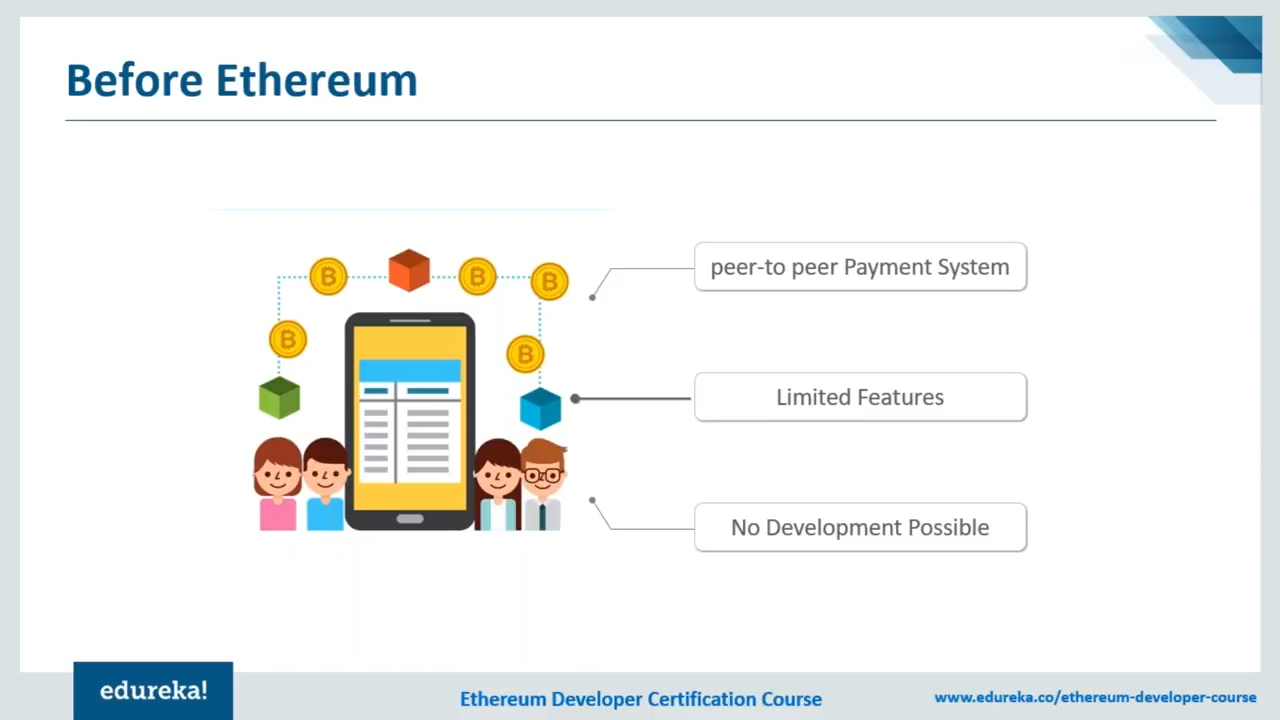 Before Ethereum
peer-to peer Payment System
Limited Features
No Development Possible
edureka!
Ethereum Developer Certification Course
www.edureka.co/ethereum-developer-course